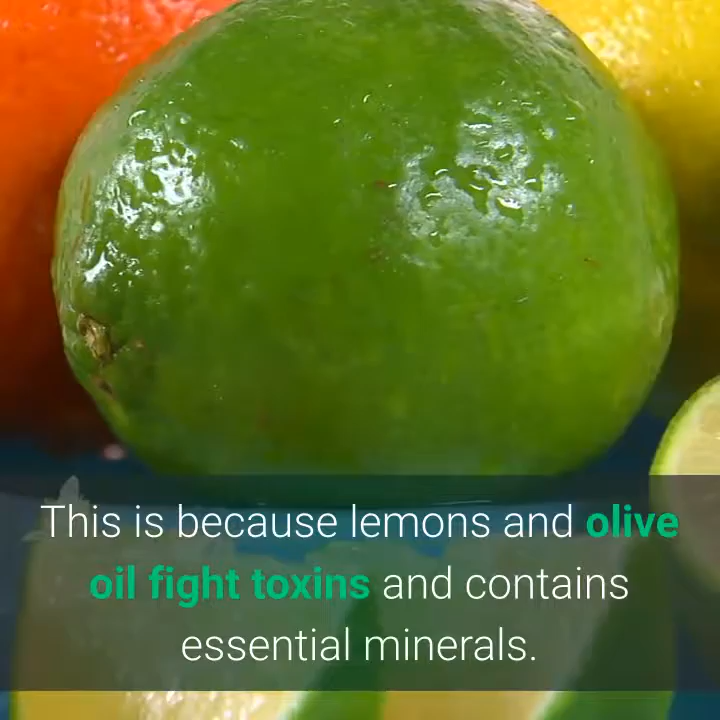 This is because lemons and olive
oil fight toxins and contains
essential minerals.